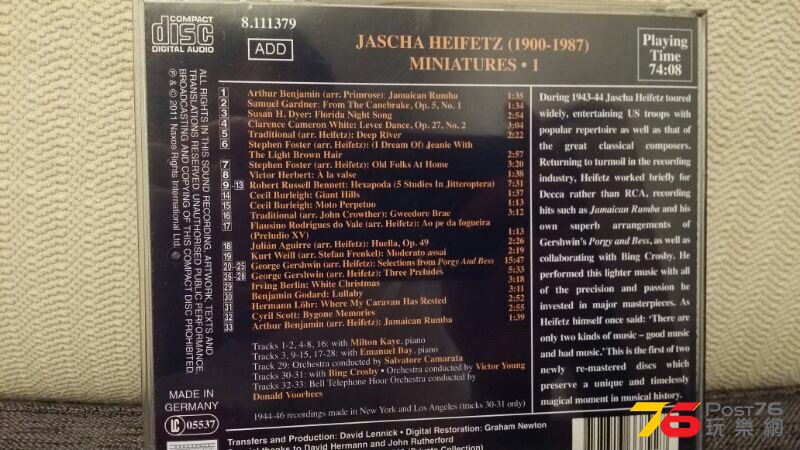 COMPACT
disc
DIGITAL AUDIO
8.111379
ADD
JASCHA HEIFETZ (1900-1987)
MINIATURES • 1
Playing
Time
74:08
ALL RIGHTS IN THIS SOUND RECORDING, ARTWORK, TEXTS AND
TRANSLATIONS RESERVED. UNAUTHORISED PUBLIC PERFORMANCE,
BROADCASTING AND COPYING OF THIS COMPACT DISC PROHIBITED
℗ & © 2011 Naxos Rights International Ltd.
1 Arthur Benjamin (arr. Primrose): Jamaican Rumba 1:35
2 Samuel Gardner: From The Canebrake, Op. 5, No. 1 1:34
3 Susan H. Dyer: Florida Night Song 2:54
4 Clarence Cameron White: Levee Dance, Op. 27, No. 2 3:04
5 Traditional (arr. Heifetz): Deep River 2:22
6 Stephen Foster (arr. Heifetz): (I Dream Of) Jeanie With
The Light Brown Hair 2:57
7 Stephen Foster (arr. Heifetz): Old Folks At Home 3:20
8 Victor Herbert: À la valse 1:38
9 -13 Robert Russell Bennett: Hexapoda (5 Studies In Jitteroptera) 7:31
14 Cecil Burleigh: Giant Hills
15 Cecil Burleigh: Moto Perpetuo 1:30
16 Traditional (arr. John Crowther): Gweedore Brae 3:12
17 Flausino Rodrigues do Vale (arr. Heifetz): Ao pe da fogueira
(Preludio XV) 1:13
18 Julián Aguirre (arr. Heifetz): Huella, Op. 49 2:26
19 Kurt Weill (arr. Stefan Frenkel): Moderato assai 2:19
20 -25 George Gershwin (arr. Heifetz): Selections from Porgy And Bess 15:47
26 -28 George Gershwin (arr. Heifetz): Three Preludes 5:33
29 Irving Berlin: White Christmas 3:18
30 Benjamin Godard: Lullaby 3:11
31 Hermann Löhr: Where My Caravan Has Rested 2:52
32 Cyril Scott: Bygone Memories 2:55
33 Arthur Benjamin (arr. Heifetz): Jamaican Rumba 1:39
Tracks 1-2, 4-8, 16: with Milton Kaye, piano
Tracks 3, 9-15, 17-28: with Emanuel Bay, piano
Track 29: Orchestra conducted by Salvatore Camarata
Tracks 30-31: with Bing Crosby • Orchestra conducted by Victor Young
Tracks 32-33: Bell Telephone Hour Orchestra conducted by
Donald Voorhees
1944-46 recordings made in New York and Los Angeles (tracks 30-31 only)
During 1943-44 Jascha Heifetz toured
widely, entertaining US troops with
popular repertoire as well as that of
the great classical composers.
Returning to turmoil in the recording
industry, Heifetz worked briefly for
Decca rather than RCA, recording
hits such as Jamaican Rumba and his
own superb arrangements of
Gershwin's Porgy and Bess, as well as
collaborating with Bing Crosby. He
performed this lighter music with all
of the precision and passion he
invested in major masterpieces. As
Heifetz himself once said: 'There are
only two kinds of music – good music
and bad music.' This is the first of two
newly re-mastered discs which
preserve a unique and timelessly
magical moment in musical history.
MADE IN
GERMANY
LC 05537
Transfers and Production: David Lennick • Digital Restoration: Graham Newton
thanks to David Hermann and John Rutherford
76 Post76
玩樂網